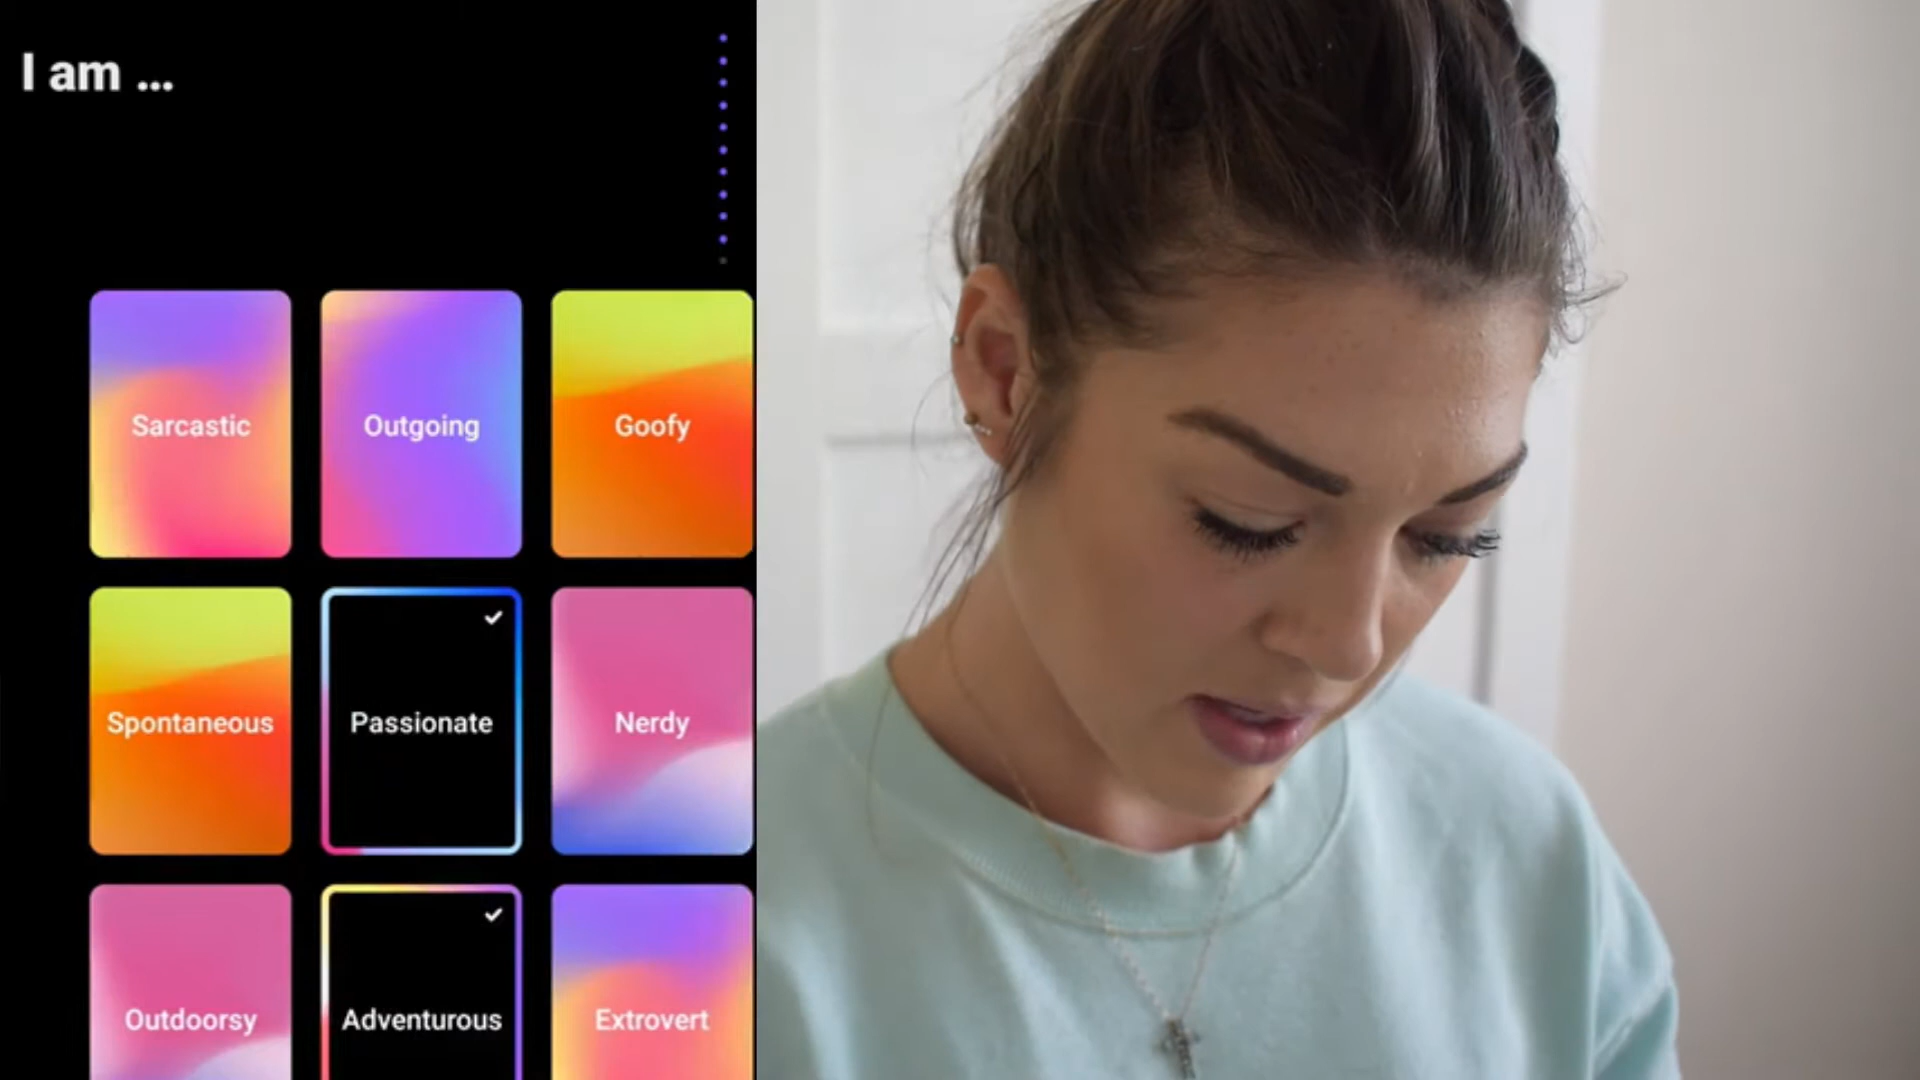 I am ...
Sarcastic
Outgoing
Goofy
Spontaneous
Passionate
Nerdy
Outdoorsy
Adventurous
Extrovert